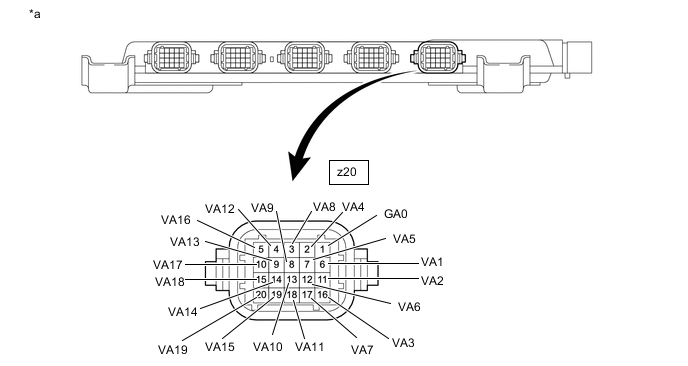 *a
z20
VA12 VA9 VA8 VA4
VA16 GA0
VA13 VA5
5 4 3 2 1
VA17 10 9 8 7 6 VA1
VA18 15 14 13 12 11 VA2
20 19 18 17 16
VA14 VA6
VA19 VA15 VA10 VA11 VA7 VA3